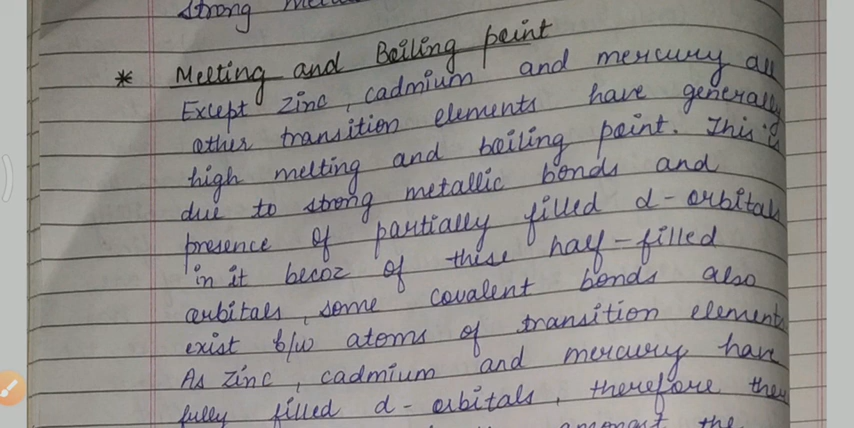 strong
* Melting and Boiling point
Except zinc, cadmium and mercury all
other transition elements have generally
high melting and boiling point. This is
due to strong metallic bonds and
presence of partially filled d-orbitals
in it becoz of these half-filled
orbitals, some covalent bonds also
exist b/w atoms of transition elements
As zinc, cadmium and mercury have
fully filled d-orbitals, therefore they
amongst the